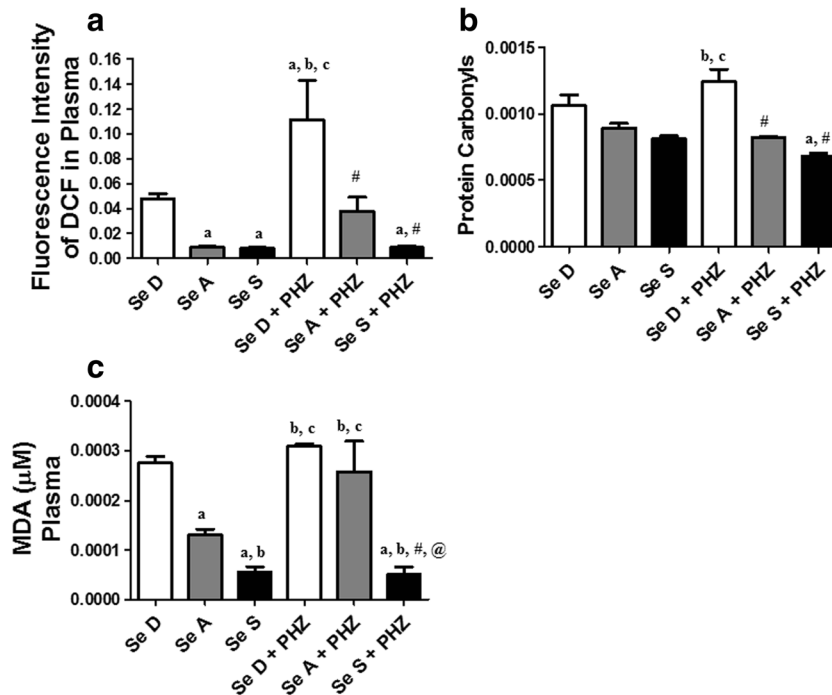 a
Fluorescence Intensity
of DCF in Plasma
0.16
0.14
0.12
0.10
0.08
0.06
0.04
0.02
0.00
a
a
a, b, c
#
a, #
Se D
Se A
Se S
Se D + PHZ
Se A + PHZ
Se S + PHZ
b
Protein Carbonyls
0.0015
0.0010
0.0005
0.0000
b, c
#
a, #
Se D
Se A
Se S
Se D + PHZ
Se A + PHZ
Se S + PHZ
c
MDA (μM)
Plasma
0.0004
0.0003
0.0002
0.0001
0.0000
a
a, b
b, c
b, c
a, b, #, @
Se D
Se A
Se S
Se D + PHZ
Se A + PHZ
Se S + PHZ